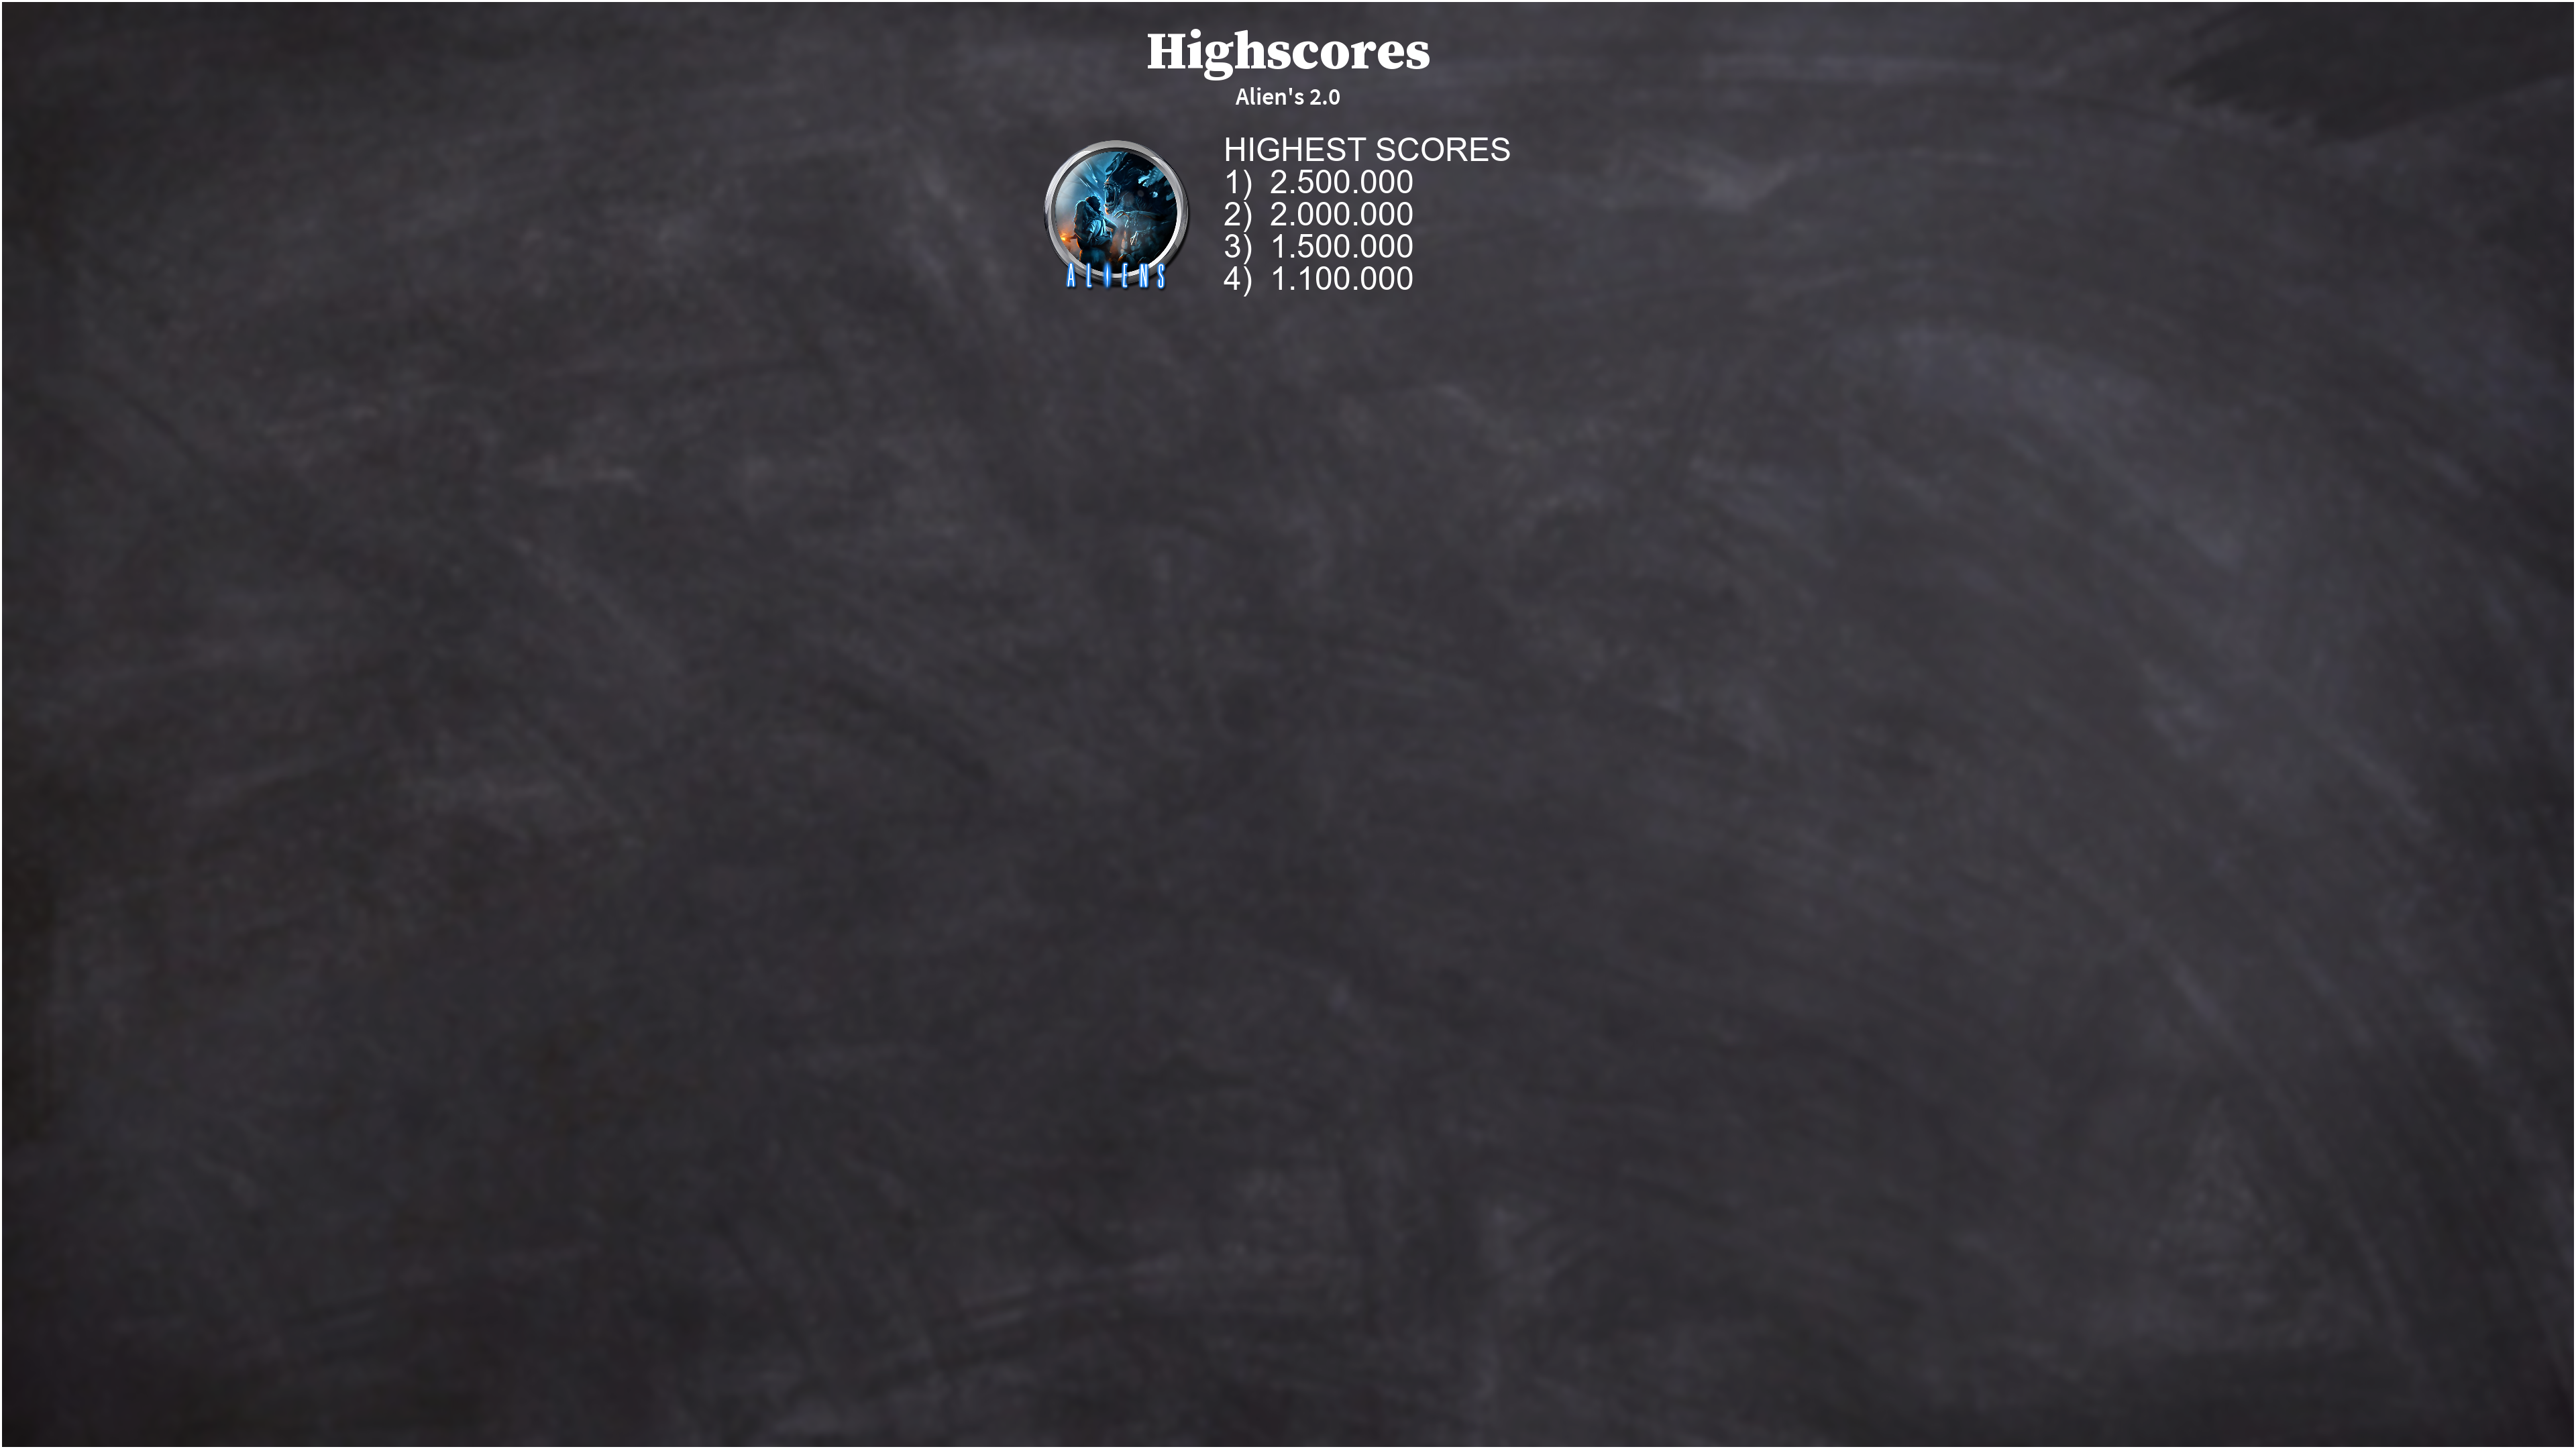 Highscores
Alien's 2.0
HIGHEST SCORES
1) 2.500.000
2) 2.000.000
3) 1.500.000
4) 1.100.000
ALIENS